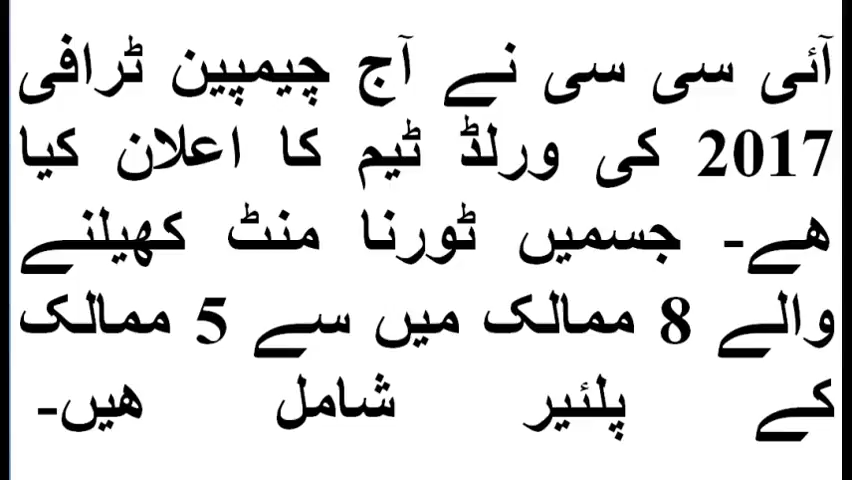 آئی سی سی نے آج چیمپین ٹرافی
2017 کی ورلڈ ٹیم کا اعلان کیا
ھے۔ جسمیں ٹورنا منٹ کھیلنے
والے 8 ممالک میں سے 5 ممالک
کے پلئیر شامل ھیں۔